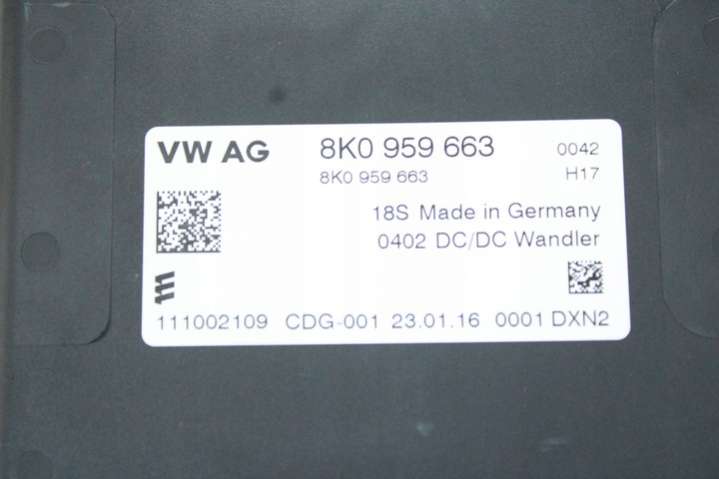 VW AG 8K0 959 663 0042
8K0 959 663 H17
18S Made in Germany
0402 DC/DC Wandler
111002109 CDG-001 23.01.16 0001 DXN2